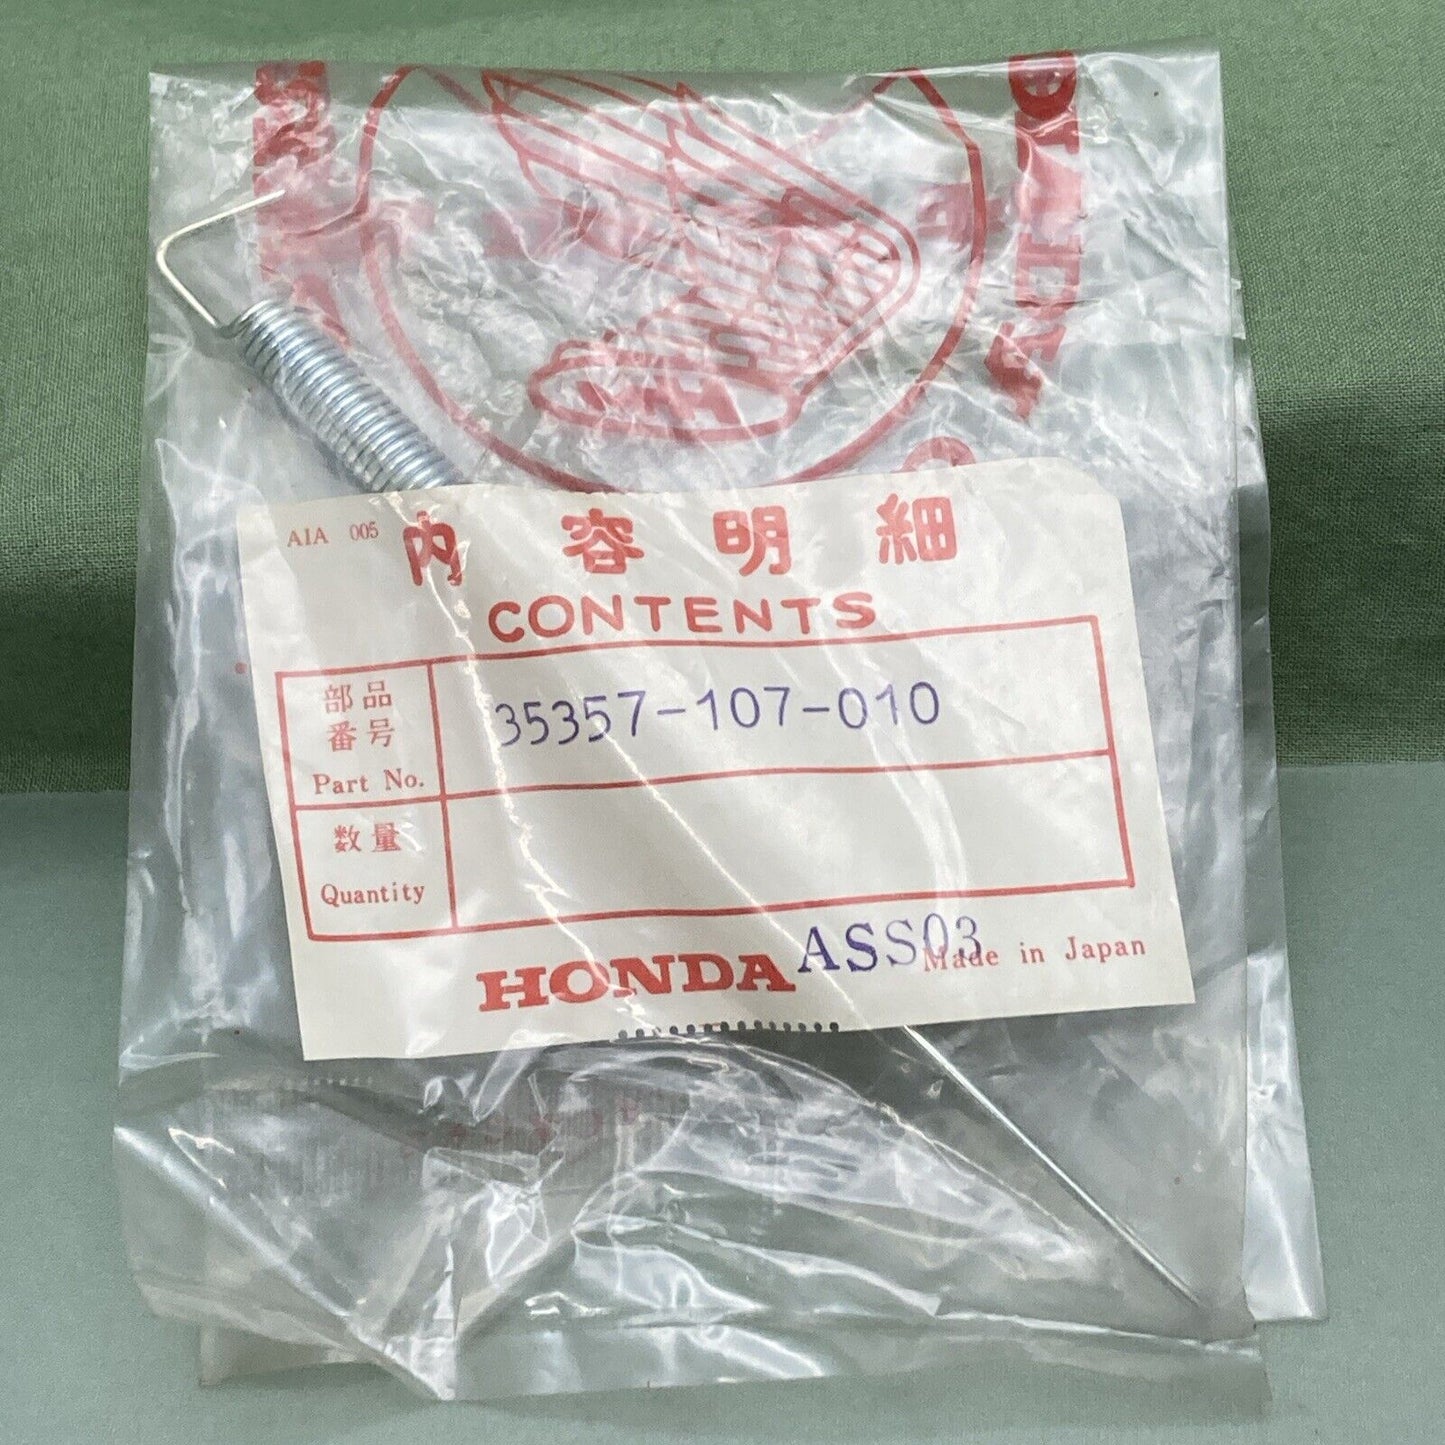 AIA 005
内容明細
CONTENTS
部品
番号
Part No.
35357-107-010
数量
Quantity
HONDA
ASS03
Made in Japan